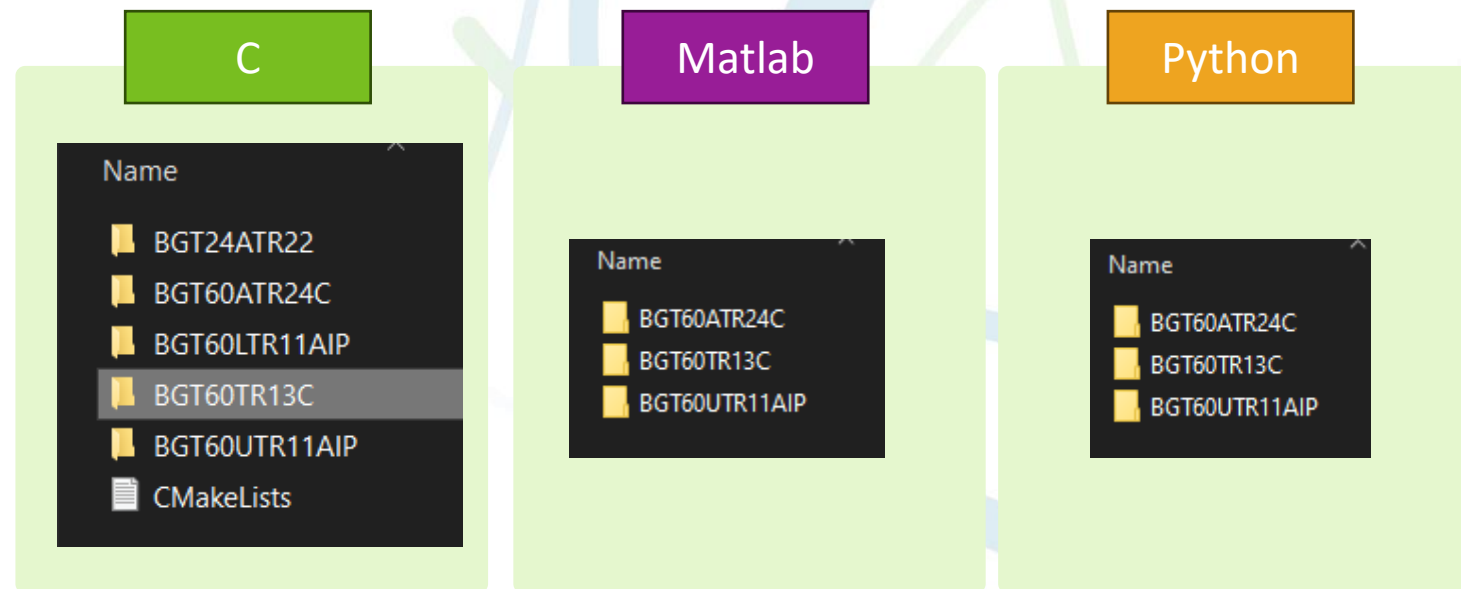 C
Name
BGT24ATR22
BGT60ATR24C
BGT60LTR11AIP
BGT60TR13C
BGT60UTR11AIP
CMakeLists
Matlab
Name
BGT60ATR24C
BGT60TR13C
BGT60UTR11AIP
Python
Name
BGT60ATR24C
BGT60TR13C
BGT60UTR11AIP